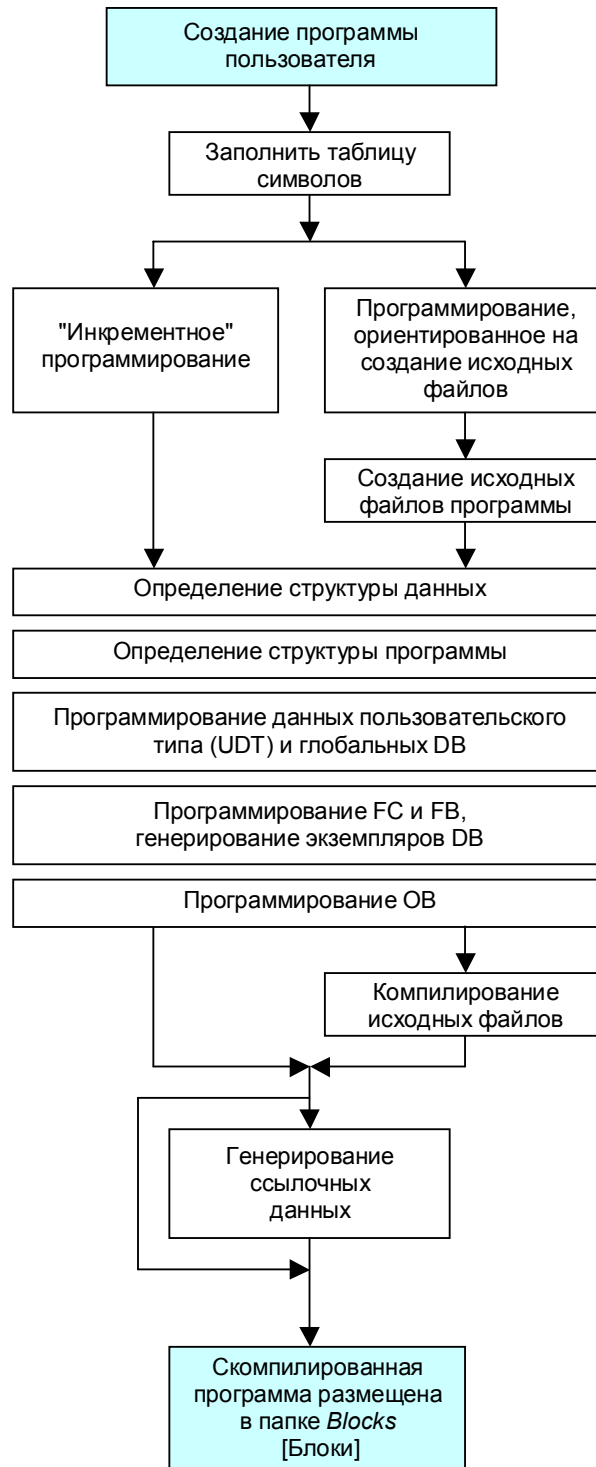 Создание программы
пользователя
Заполнить таблицу
символов
"Инкрементное"
программирование
Программирование,
ориентированное на
создание исходных
файлов
Создание исходных
файлов программы
Определение структуры данных
Определение структуры программы
Программирование данных пользовательского
типа (UDT) и глобальных DB
Программирование FC и FB,
генерирование экземпляров DB
Программирование OB
Компилирование
исходных файлов
Генерирование
ссылочных
данных
Скомпилированная
программа размещена
в папке Blocks
[Блоки]